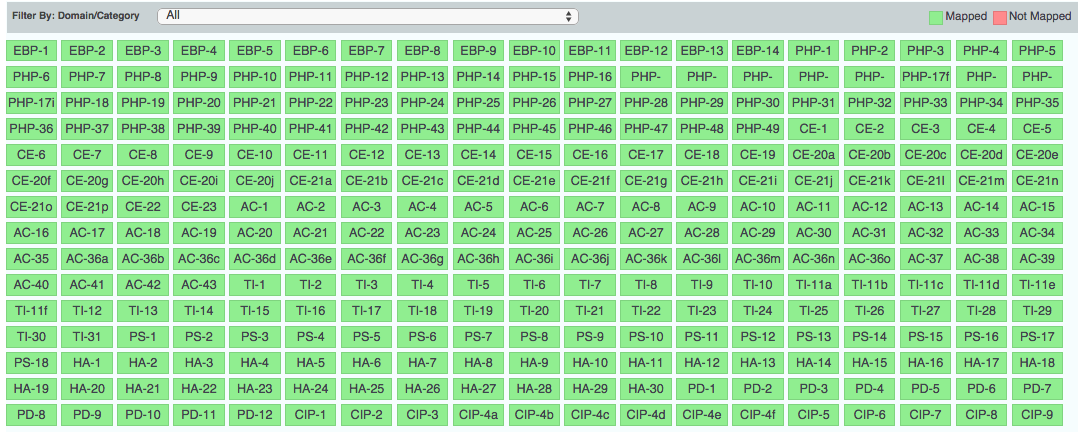 Filter By: Domain/Category All Mapped Not Mapped
EBP-1 EBP-2 EBP-3 EBP-4 EBP-5 EBP-6 EBP-7 EBP-8 EBP-9 EBP-10 EBP-11 EBP-12 EBP-13 EBP-14 PHP-1 PHP-2 PHP-3 PHP-4 PHP-5
PHP-6 PHP-7 PHP-8 PHP-9 PHP-10 PHP-11 PHP-12 PHP-13 PHP-14 PHP-15 PHP-16 PHP- PHP- PHP- PHP- PHP- PHP-17f PHP- PHP-
PHP-17i PHP-18 PHP-19 PHP-20 PHP-21 PHP-22 PHP-23 PHP-24 PHP-25 PHP-26 PHP-27 PHP-28 PHP-29 PHP-30 PHP-31 PHP-32 PHP-33 PHP-34 PHP-35
PHP-36 PHP-37 PHP-38 PHP-39 PHP-40 PHP-41 PHP-42 PHP-43 PHP-44 PHP-45 PHP-46 PHP-47 PHP-48 PHP-49 CE-1 CE-2 CE-3 CE-4 CE-5
CE-6 CE-7 CE-8 CE-9 CE-10 CE-11 CE-12 CE-13 CE-14 CE-15 CE-16 CE-17 CE-18 CE-19 CE-20a CE-20b CE-20c CE-20d CE-20e
CE-20f CE-20g CE-20h CE-20i CE-20j CE-21a CE-21b CE-21c CE-21d CE-21e CE-21f CE-21g CE-21h CE-21i CE-21j CE-21k CE-21l CE-21m CE-21n
CE-21o CE-21p CE-22 CE-23 AC-1 AC-2 AC-3 AC-4 AC-5 AC-6 AC-7 AC-8 AC-9 AC-10 AC-11 AC-12 AC-13 AC-14 AC-15
AC-16 AC-17 AC-18 AC-19 AC-20 AC-21 AC-22 AC-23 AC-24 AC-25 AC-26 AC-27 AC-28 AC-29 AC-30 AC-31 AC-32 AC-33 AC-34
AC-35 AC-36a AC-36b AC-36c AC-36d AC-36e AC-36f AC-36g AC-36h AC-36i AC-36j AC-36k AC-36l AC-36m AC-36n AC-36o AC-37 AC-38 AC-39
AC-40 AC-41 AC-42 AC-43 TI-1 TI-2 TI-3 TI-4 TI-5 TI-6 TI-7 TI-8 TI-9 TI-10 TI-11a TI-11b TI-11c TI-11d TI-11e
TI-11f TI-12 TI-13 TI-14 TI-15 TI-16 TI-17 TI-18 TI-19 TI-20 TI-21 TI-22 TI-23 TI-24 TI-25 TI-26 TI-27 TI-28 TI-29
TI-30 TI-31 PS-1 PS-2 PS-3 PS-4 PS-5 PS-6 PS-7 PS-8 PS-9 PS-10 PS-11 PS-12 PS-13 PS-14 PS-15 PS-16 PS-17
PS-18 HA-1 HA-2 HA-3 HA-4 HA-5 HA-6 HA-7 HA-8 HA-9 HA-10 HA-11 HA-12 HA-13 HA-14 HA-15 HA-16 HA-17 HA-18
HA-19 HA-20 HA-21 HA-22 HA-23 HA-24 HA-25 HA-26 HA-27 HA-28 HA-29 HA-30 PD-1 PD-2 PD-3 PD-4 PD-5 PD-6 PD-7
PD-8 PD-9 PD-10 PD-11 PD-12 CIP-1 CIP-2 CIP-3 CIP-4a CIP-4b CIP-4c CIP-4d CIP-4e CIP-4f CIP-5 CIP-6 CIP-7 CIP-8 CIP-9